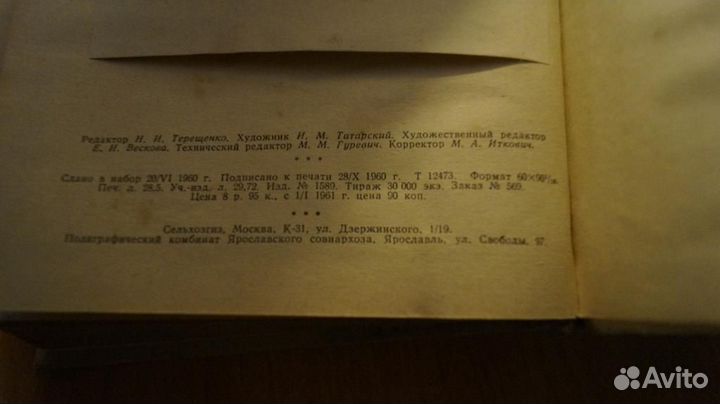 Редактор Н. И. Терещенко. Художник И. М. Татарский. Художественный редактор
Е. Н. Вескова. Технический редактор М. М. Гуревич. Корректор М. А. Иткович.
* * *
Сдано в набор 20/VI 1960 г. Подписано к печати 28/X 1960 г. Т 12473. Формат 60×96¹/₁₆.
Печ. л. 28,5. Уч.-изд. л. 29,72. Изд. № 1589. Тираж 30 000 экз. Заказ № 569.
Цена 8 р. 95 к., с 1/I 1961 г. цена 90 коп.
* * *
Сельхозгиз, Москва, К-31, ул. Дзержинского, 1/19.
Полиграфический комбинат Ярославского совнархоза, Ярославль, ул. Свободы, 97.
Avito